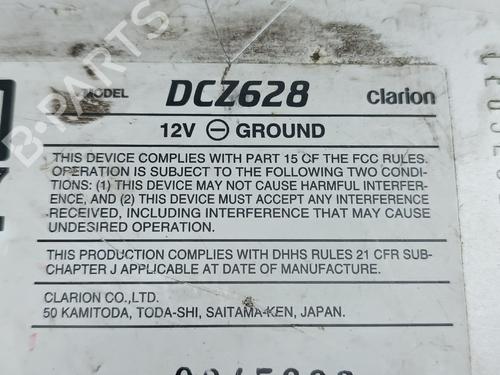 MODEL DCZ628 Clarion
12V ⊖ GROUND
THIS DEVICE COMPLIES WITH PART 15 OF THE FCC RULES.
OPERATION IS SUBJECT TO THE FOLLOWING TWO CONDI-
TIONS: (1) THIS DEVICE MAY NOT CAUSE HARMFUL INTERFER-
ENCE, AND (2) THIS DEVICE MUST ACCEPT ANY INTERFERENCE
RECEIVED, INCLUDING INTERFERENCE THAT MAY CAUSE
UNDESIRED OPERATION.
THIS PRODUCTION COMPLIES WITH DHHS RULES 21 CFR SUB-
CHAPTER J APPLICABLE AT DATE OF MANUFACTURE.
CLARION CO.,LTD.
50 KAMITODA, TODA-SHI, SAITAMA-KEN, JAPAN.
B-PARTS